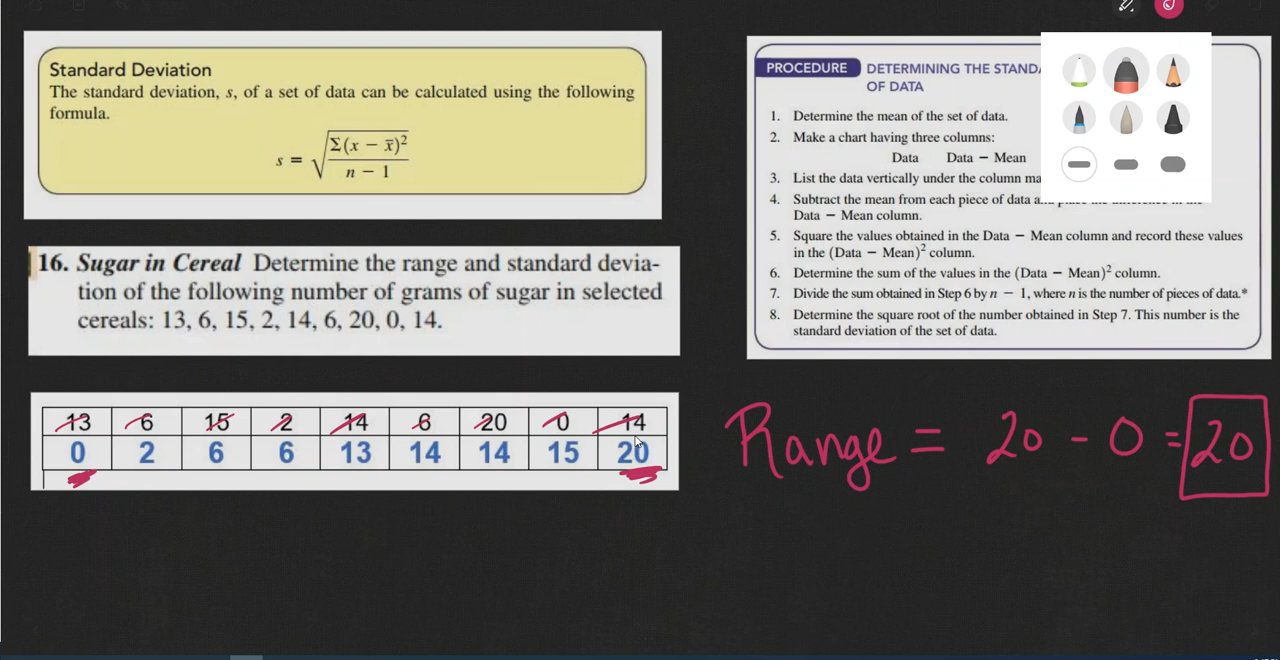 Standard Deviation
The standard deviation, s, of a set of data can be calculated using the following
formula.
s = √(Σ(x − x̄)² / (n − 1))
16. Sugar in Cereal Determine the range and standard devia-
tion of the following number of grams of sugar in selected
cereals: 13, 6, 15, 2, 14, 6, 20, 0, 14.
13 6 15 2 14 6 20 0 14
0 2 6 6 13 14 14 15 20
PROCEDURE DETERMINING THE STANDA
OF DATA
1. Determine the mean of the set of data.
2. Make a chart having three columns:
Data Data − Mean
3. List the data vertically under the column ma
4. Subtract the mean from each piece of data
Data − Mean column.
5. Square the values obtained in the Data − Mean column and record these values
in the (Data − Mean)² column.
6. Determine the sum of the values in the (Data − Mean)² column.
7. Divide the sum obtained in Step 6 by n − 1, where n is the number of pieces of data.*
8. Determine the square root of the number obtained in Step 7. This number is the
standard deviation of the set of data.
Range = 20 - 0 = 20